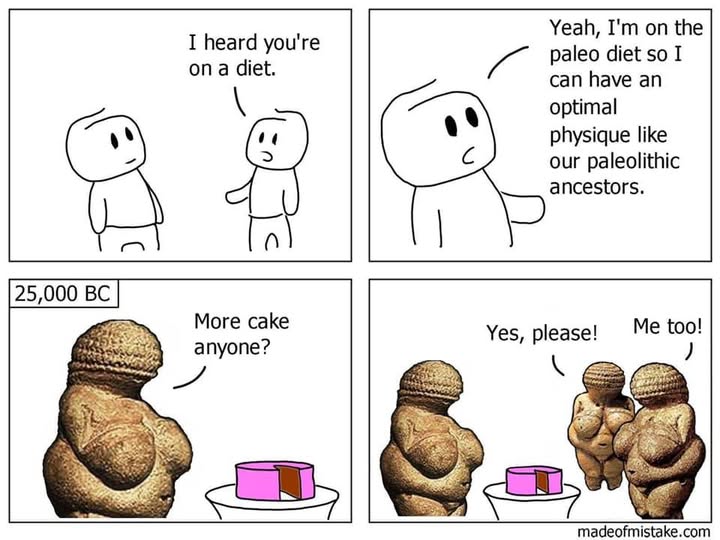 I heard you're
on a diet.
Yeah, I'm on the
paleo diet so I
can have an
optimal
physique like
our paleolithic
ancestors.
25,000 BC
More cake
anyone?
Yes, please!
Me too!
madeofmistake.com